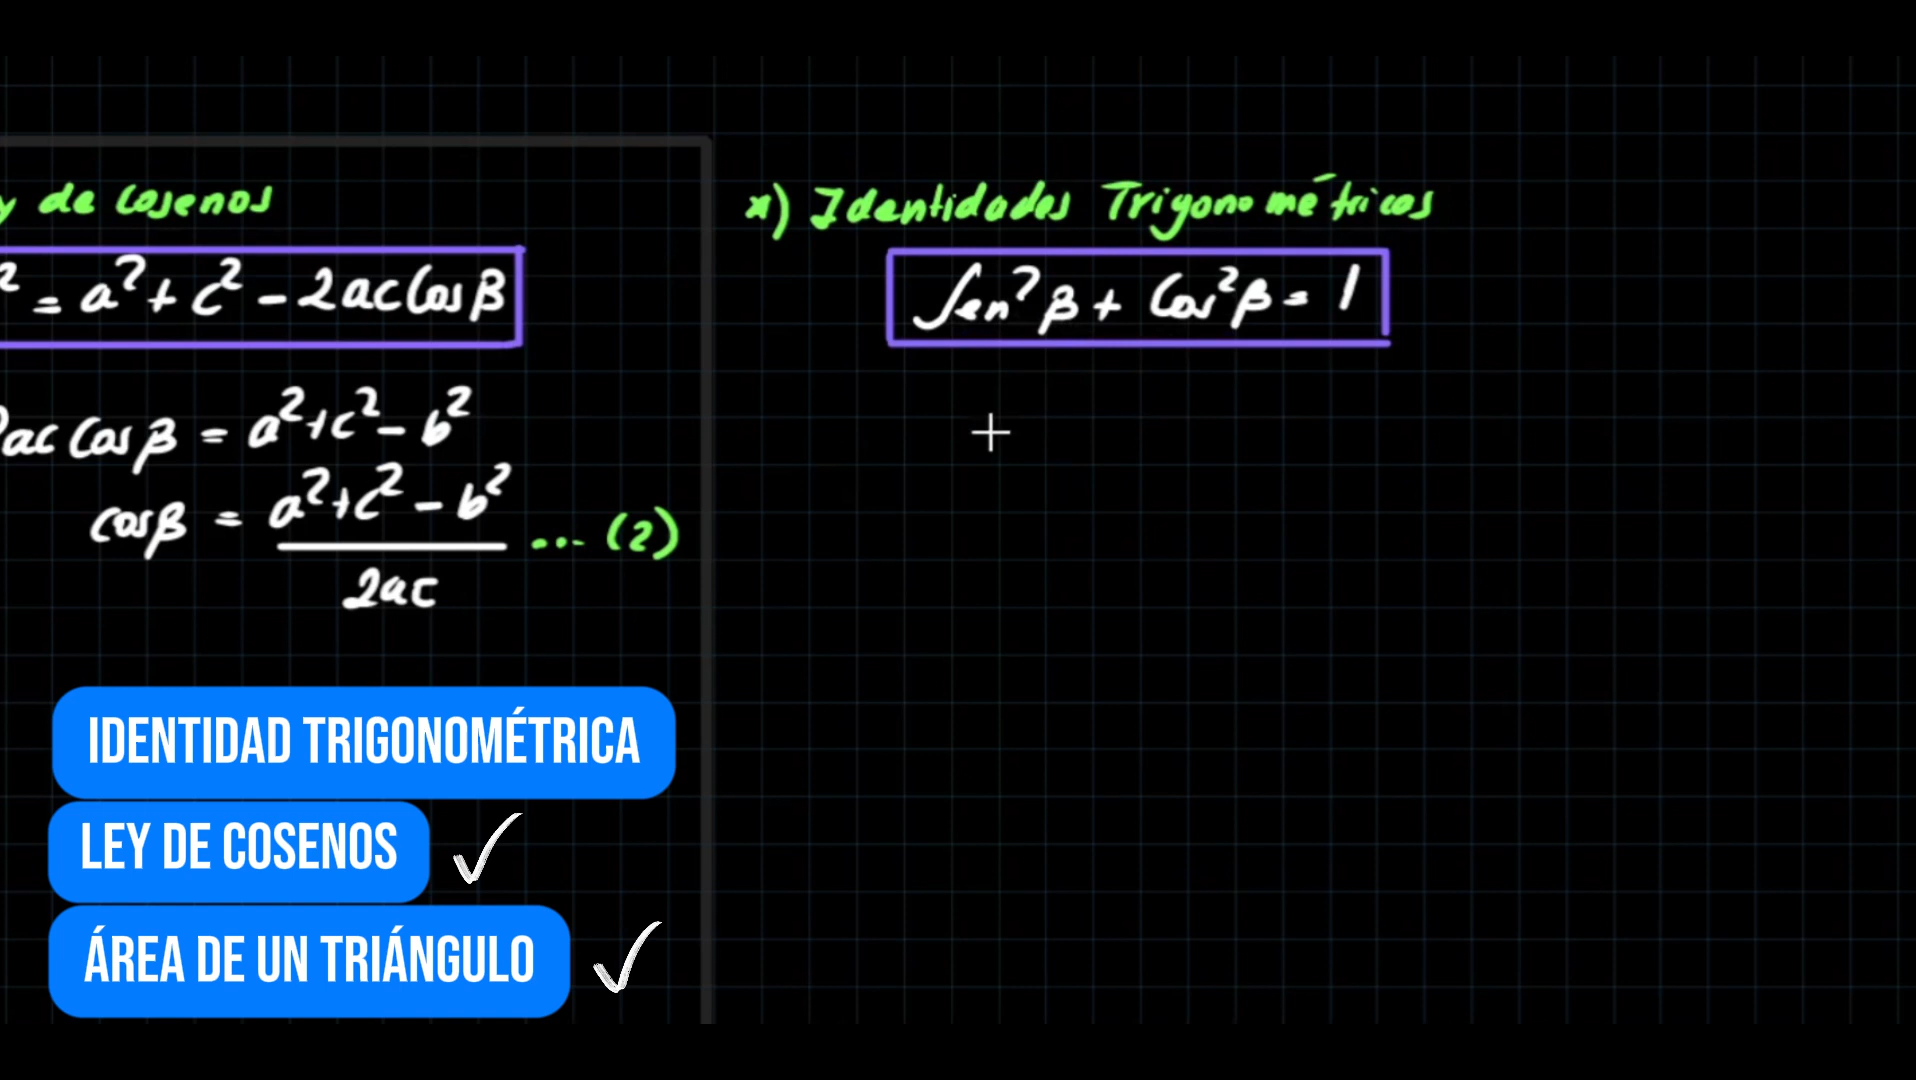 y de Cosenos
² = a² + c² - 2ac Cos β
2ac Cos β = a² + c² - b²
cos β = a² + c² - b² ... (2)
2ac
x) Identidades Trigonométricas
Sen² β + Cos² β = 1
IDENTIDAD TRIGONOMÉTRICA
LEY DE COSENOS
ÁREA DE UN TRIÁNGULO